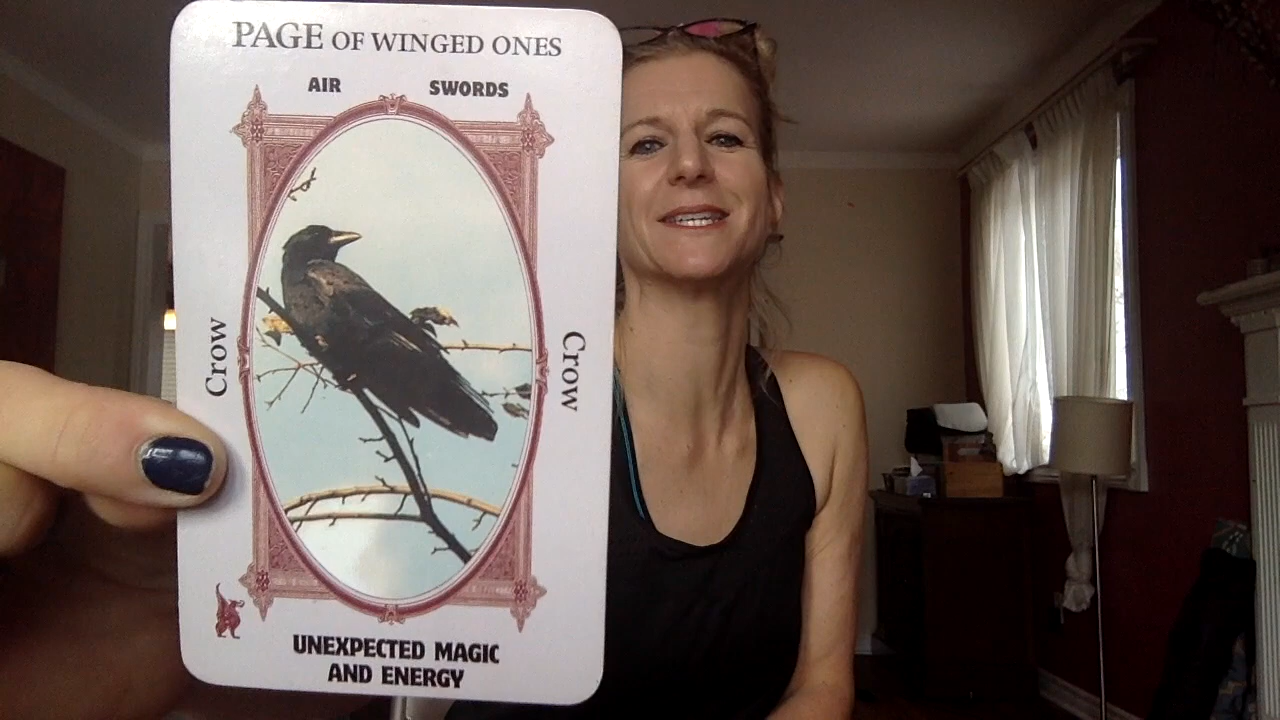 PAGE OF WINGED ONES
AIR SWORDS
Crow
Crow
UNEXPECTED MAGIC
AND ENERGY